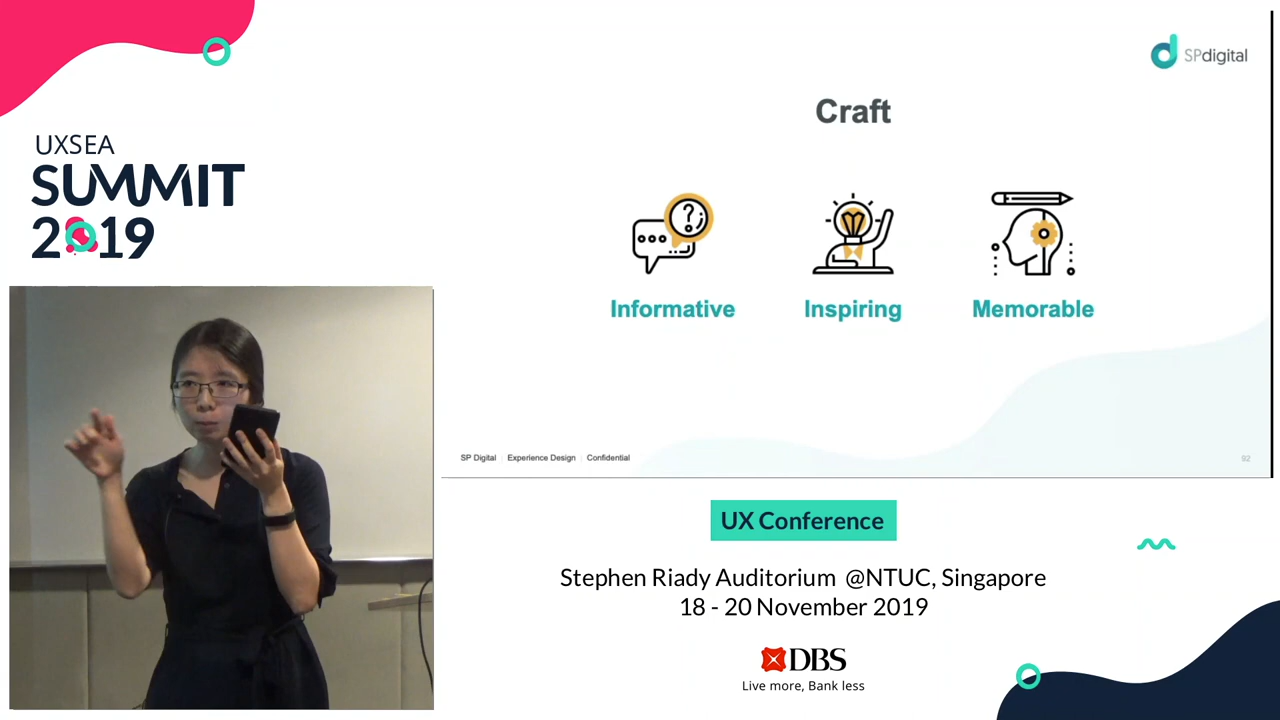 UXSEA
SUMMIT
2019
SPdigital
Craft
Informative
Inspiring
Memorable
SP Digital | Experience Design | Confidential
92
UX Conference
Stephen Riady Auditorium @NTUC, Singapore
18 - 20 November 2019
DBS
Live more, Bank less